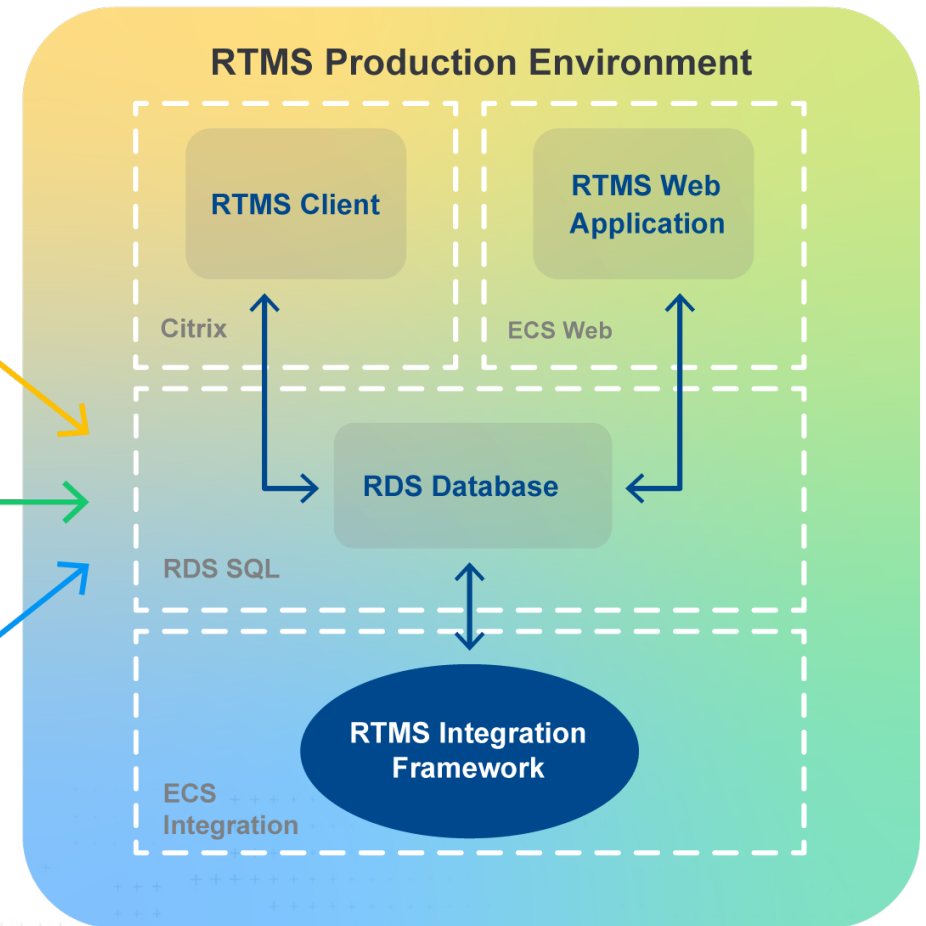 RTMS Production Environment
RTMS Client
RTMS Web
Application
Citrix
ECS Web
RDS Database
RDS SQL
RTMS Integration
Framework
ECS
Integration